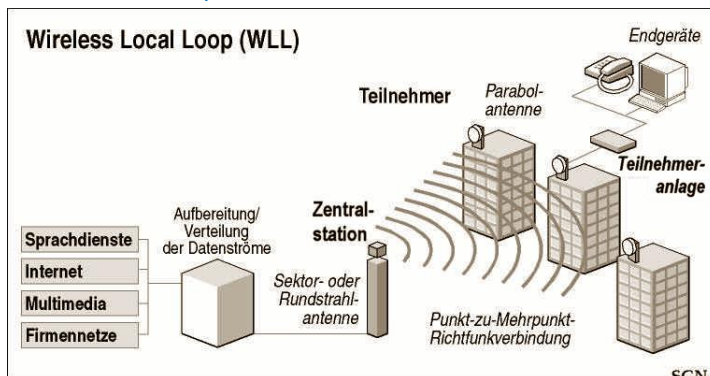 Wireless Local Loop (WLL)
Endgeräte
Teilnehmer
Parabol-
antenne
Teilnehmer-
anlage
Aufbereitung/
Verteilung
der Datenströme
Zentral-
station
Sprachdienste
Internet
Multimedia
Firmennetze
Sektor- oder
Rundstrahl-
antenne
Punkt-zu-Mehrpunkt-
Richtfunkverbindung